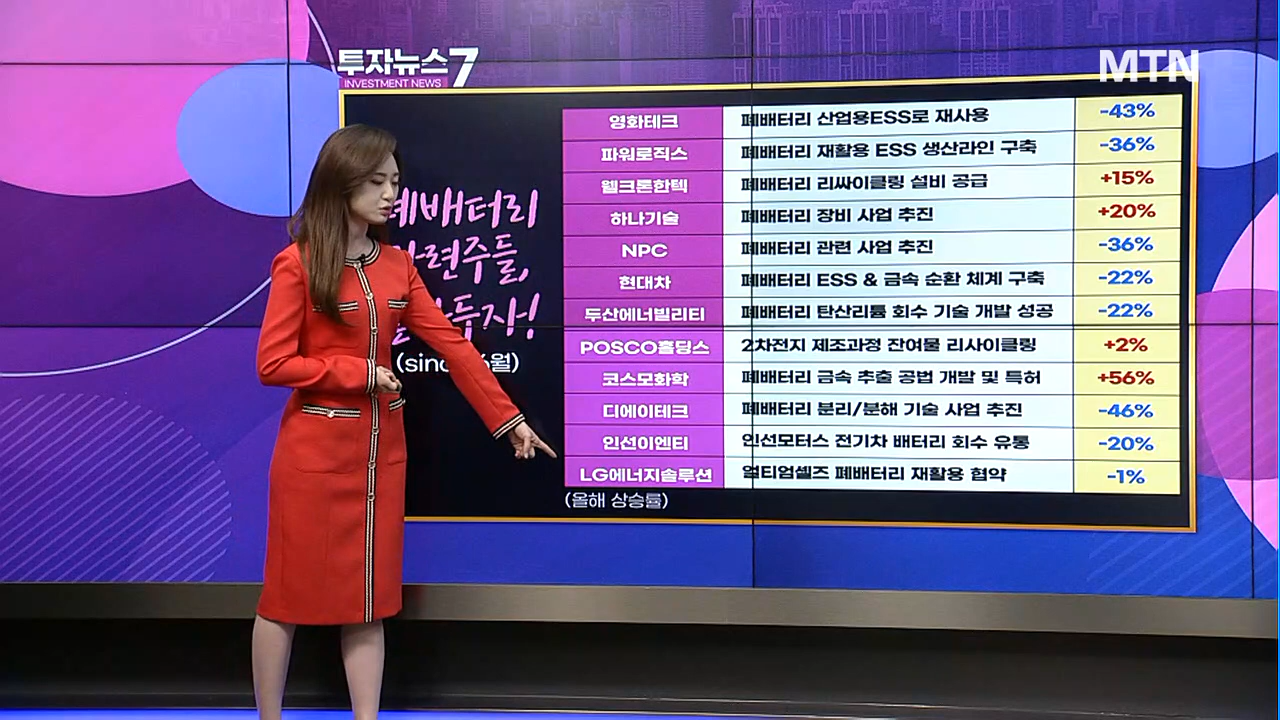 투자뉴스7
INVESTMENT NEWS
MTN
배터리
련주들,
(sinc 6월)
영화테크 폐배터리 산업용ESS로 재사용 -43%
파워로직스 폐배터리 재활용 ESS 생산라인 구축 -36%
웰크론한텍 폐배터리 리싸이클링 설비 공급 +15%
하나기술 폐배터리 장비 사업 추진 +20%
NPC 폐배터리 관련 사업 추진 -36%
현대차 폐배터리 ESS & 금속 순환 체계 구축 -22%
두산에너빌리티 폐배터리 탄산리튬 회수 기술 개발 성공 -22%
POSCO홀딩스 2차전지 제조과정 잔여물 리사이클링 +2%
코스모화학 폐배터리 금속 추출 공법 개발 및 특허 +56%
디에이테크 폐배터리 분리/분해 기술 사업 추진 -46%
인선이엔티 인선모터스 전기차 배터리 회수 유통 -20%
LG에너지솔루션 얼티엄셀즈 폐배터리 재활용 협약 -1%
(올해 상승률)